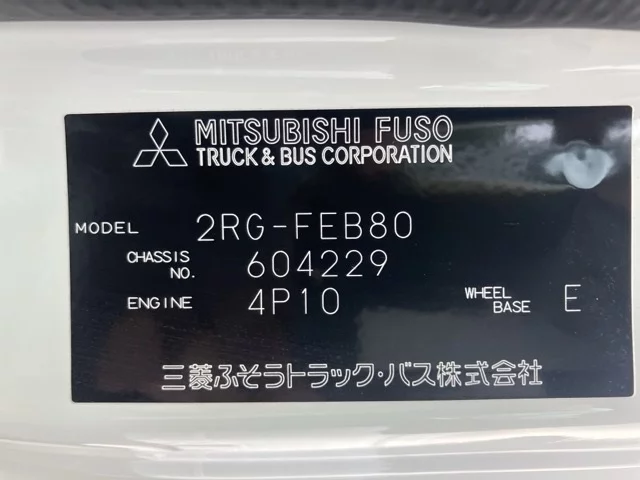 MITSUBISHI FUSO
TRUCK & BUS CORPORATION
MODEL 2RG-FEB80
CHASSIS NO. 604229
ENGINE 4P10 WHEEL BASE E
三菱ふそうトラック・バス株式会社